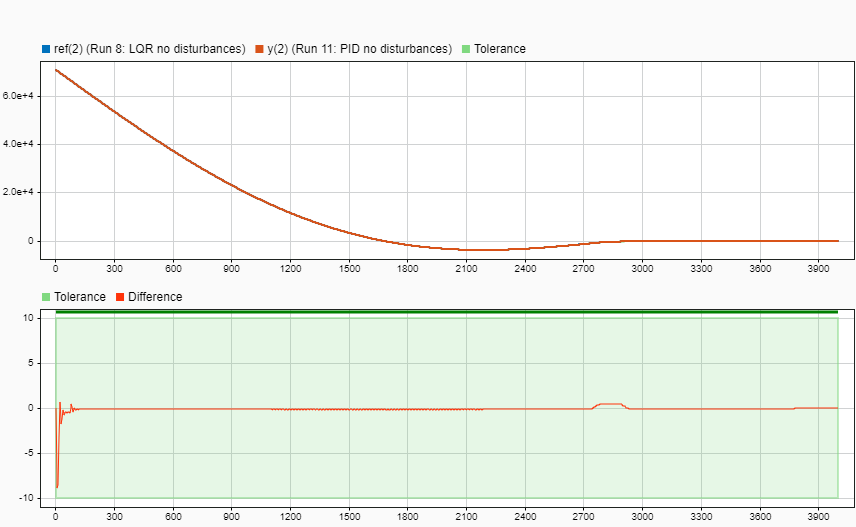 ref(2) (Run 8: LQR no disturbances) y(2) (Run 11: PID no disturbances) Tolerance
6.0e+4
4.0e+4
2.0e+4
0
0 300 600 900 1200 1500 1800 2100 2400 2700 3000 3300 3600 3900
Tolerance Difference
10
5
0
-5
-10
0 300 600 900 1200 1500 1800 2100 2400 2700 3000 3300 3600 3900